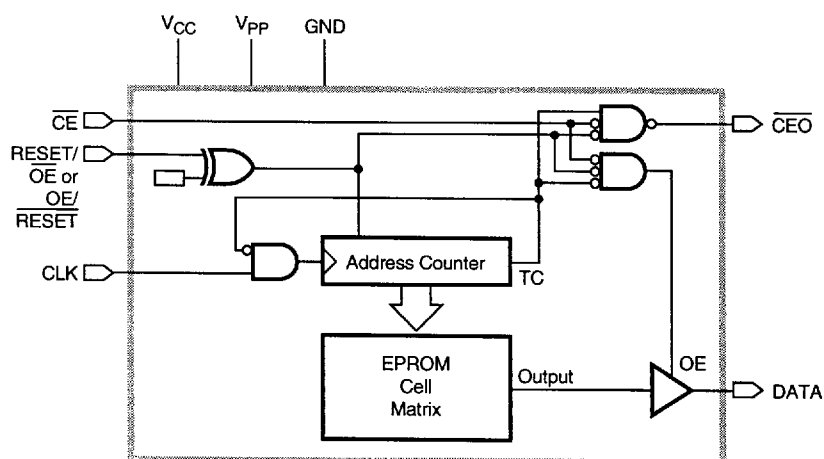 VCC
VPP
GND
CE
CEO
RESET/
OE or
OE/
RESET
CLK
Address Counter
TC
EPROM
Cell
Matrix
Output
OE
DATA